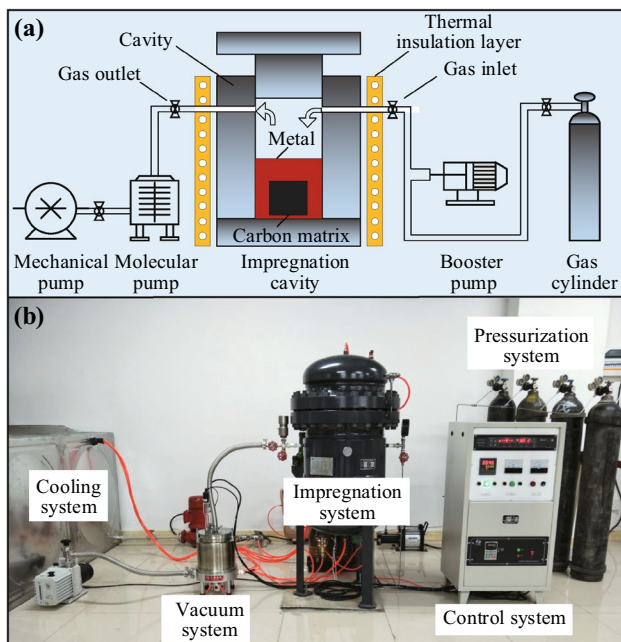 (a)
Cavity
Gas outlet
Thermal
insulation layer
Gas inlet
Metal
Carbon matrix
Mechanical
pump
Molecular
pump
Impregnation
cavity
Booster
pump
Gas
cylinder
(b)
Pressurization
system
Cooling
system
Impregnation
system
Vacuum
system
Control system